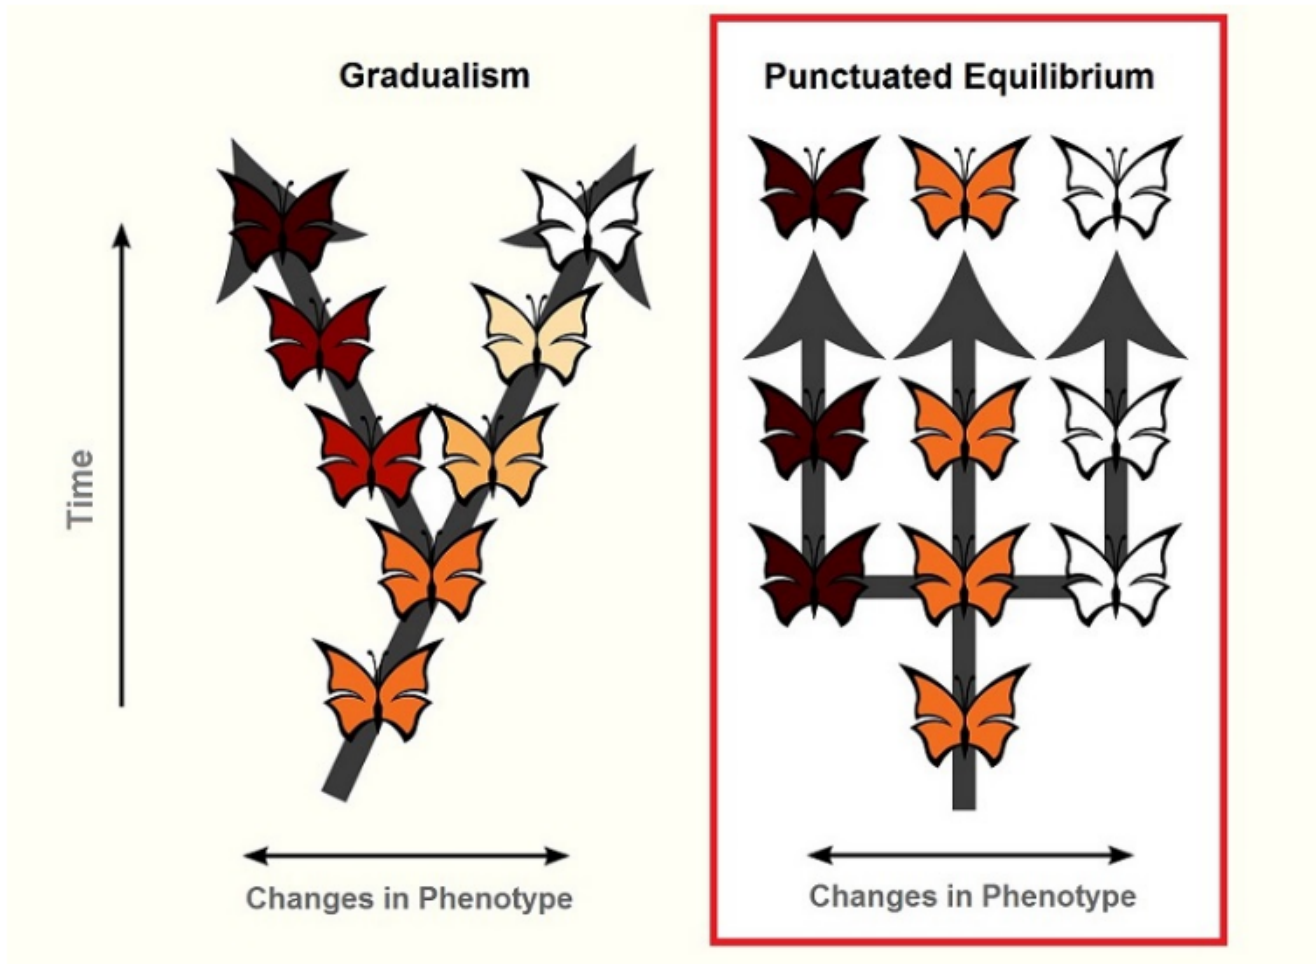 Gradualism
Punctuated Equilibrium
Time
Changes in Phenotype
Changes in Phenotype